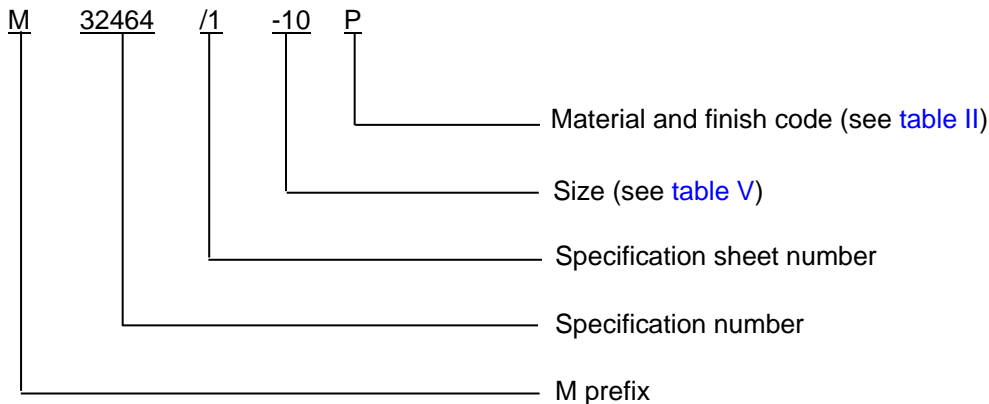 M 32464 /1 -10 P
Material and finish code (see table II)
Size (see table V)
Specification sheet number
Specification number
M prefix